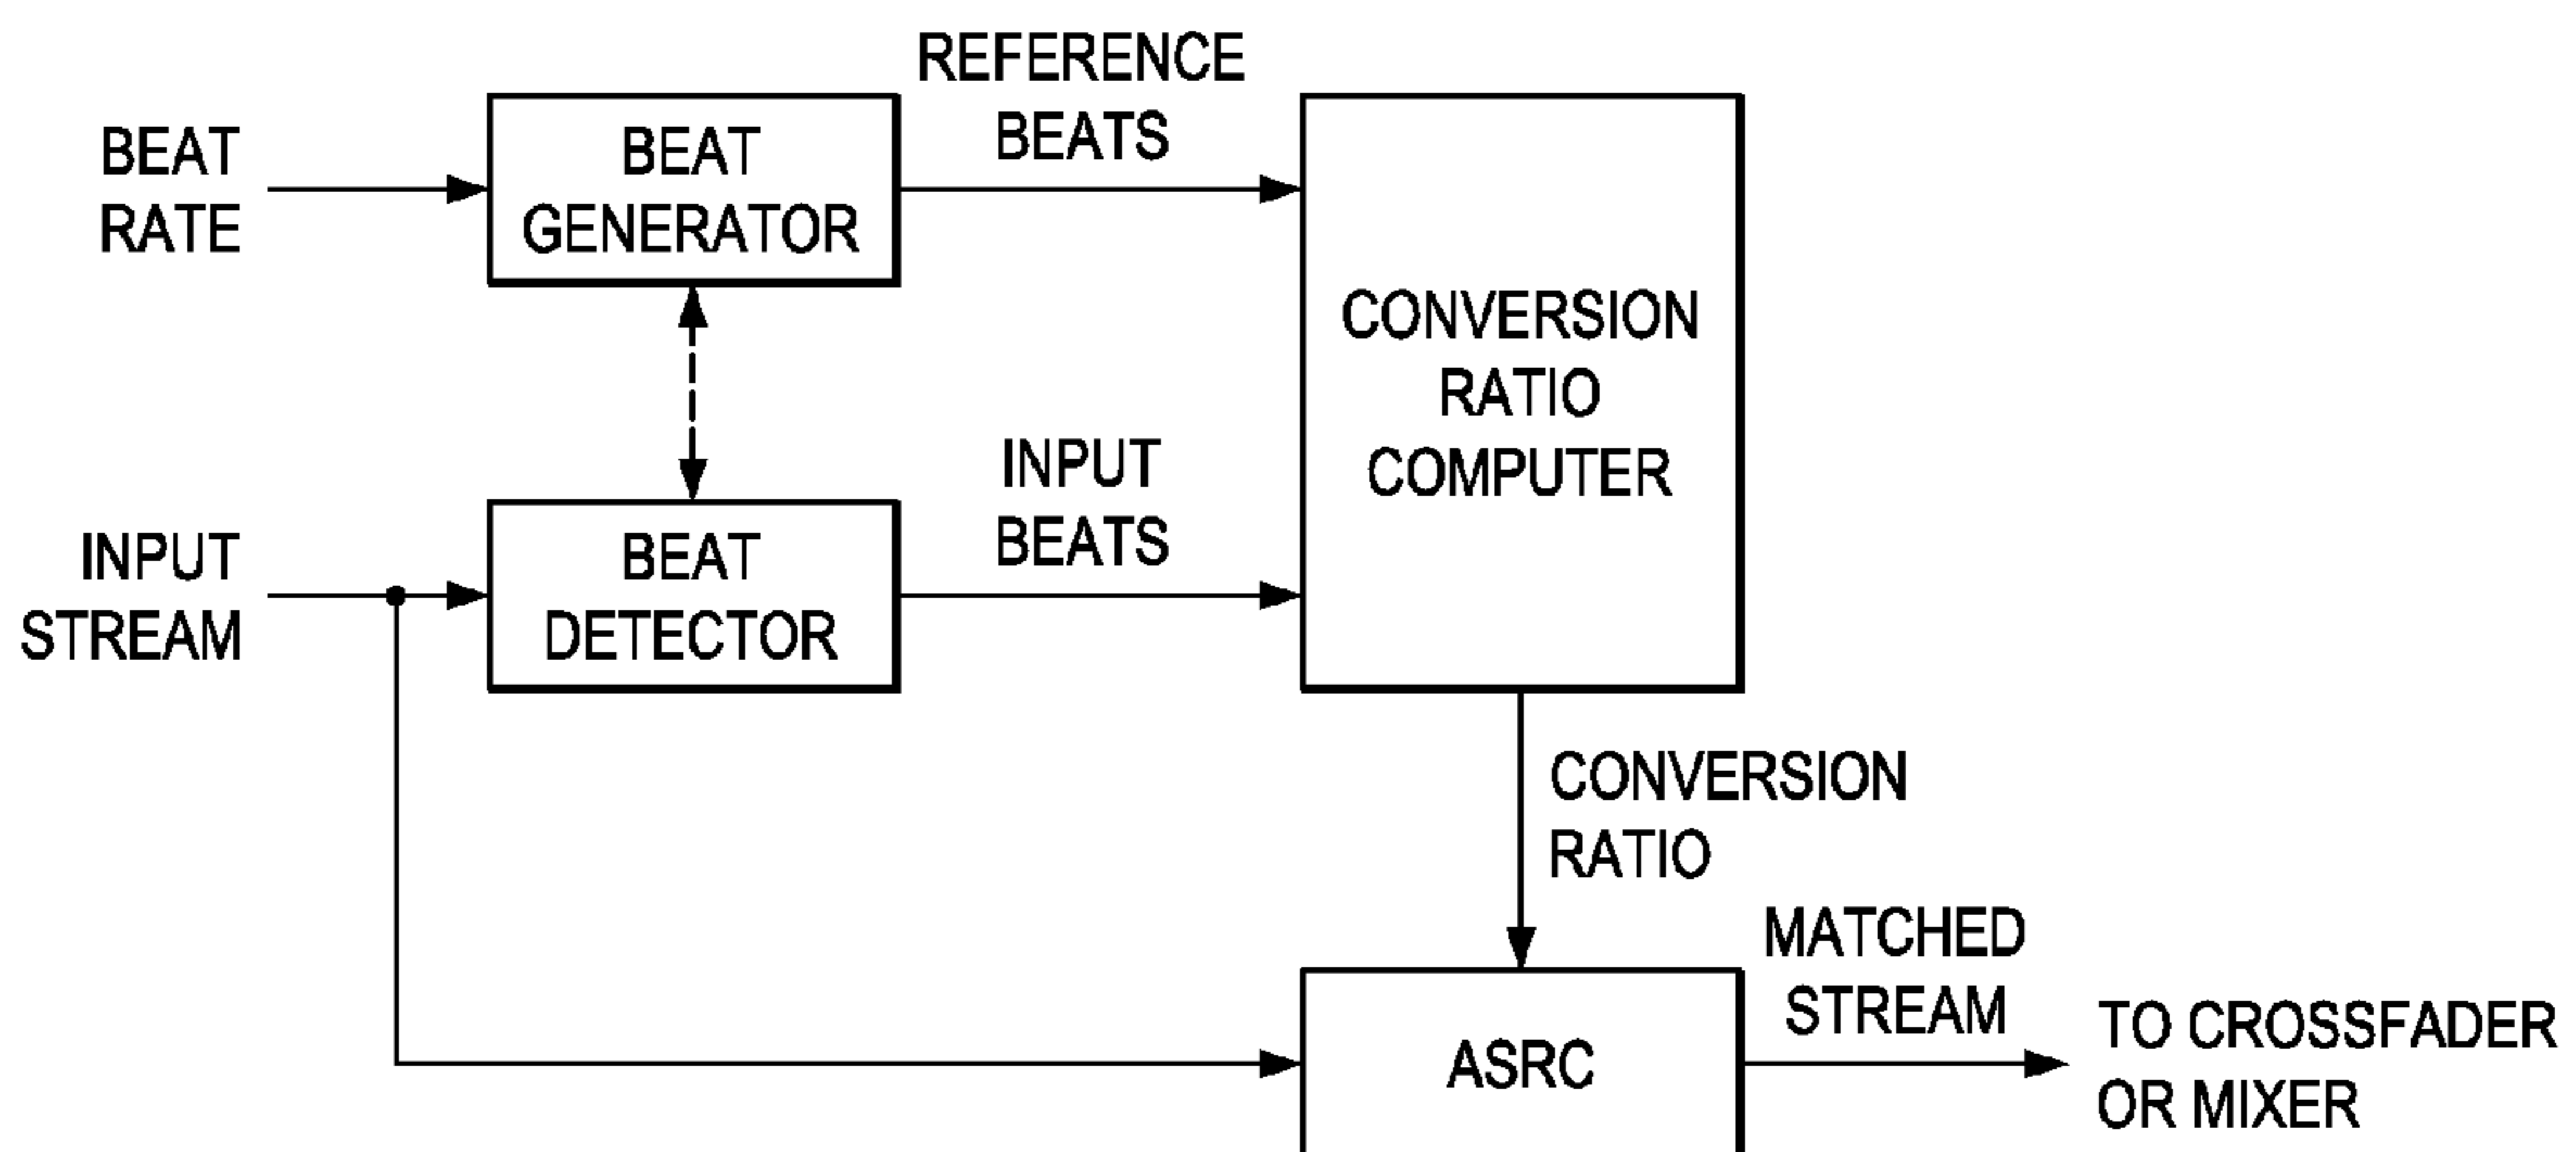 REFERENCE
BEATS
BEAT
RATE
BEAT
GENERATOR
CONVERSION
RATIO
COMPUTER
INPUT
BEATS
INPUT
STREAM
BEAT
DETECTOR
CONVERSION
RATIO
MATCHED
STREAM
ASRC
TO CROSSFADER
OR MIXER